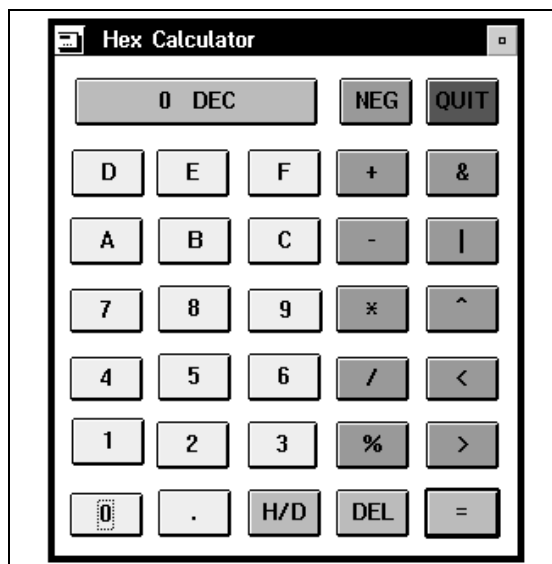 Hex Calculator
0 DEC NEG QUIT
D E F + &
A B C - |
7 8 9 * ^
4 5 6 / <
1 2 3 % >
0 . H/D DEL =